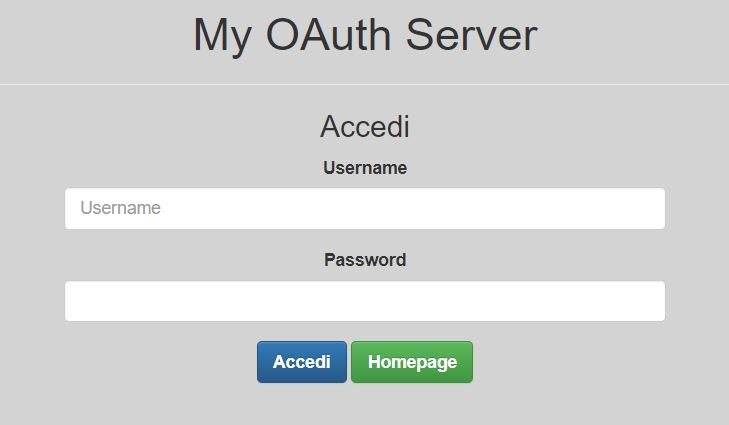 My OAuth Server
Accedi
Username
Username
Password
Accedi Homepage